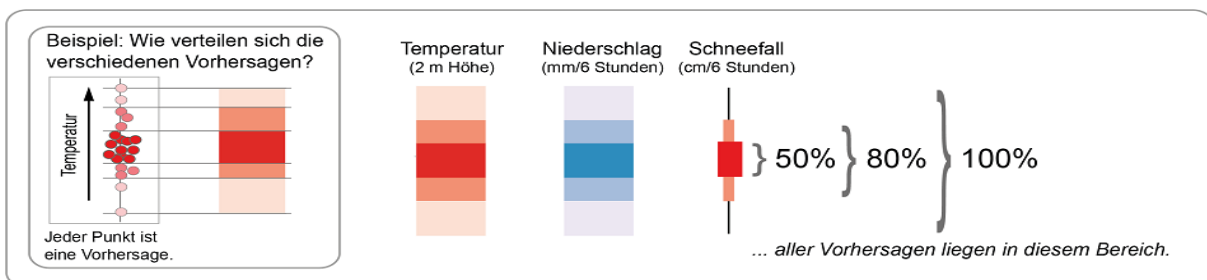 Beispiel: Wie verteilen sich die
verschiedenen Vorhersagen?
Temperatur
Jeder Punkt ist
eine Vorhersage.
Temperatur
(2 m Höhe)
Niederschlag
(mm/6 Stunden)
Schneefall
(cm/6 Stunden)
50%
80%
100%
... aller Vorhersagen liegen in diesem Bereich.